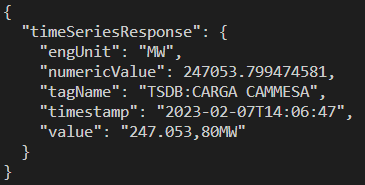 {
"timeSeriesResponse": {
"engUnit": "MW",
"numericValue": 247053.799474581,
"tagName": "TSDB:CARGA CAMMESA",
"timestamp": "2023-02-07T14:06:47",
"value": "247.053,80MW"
}
}